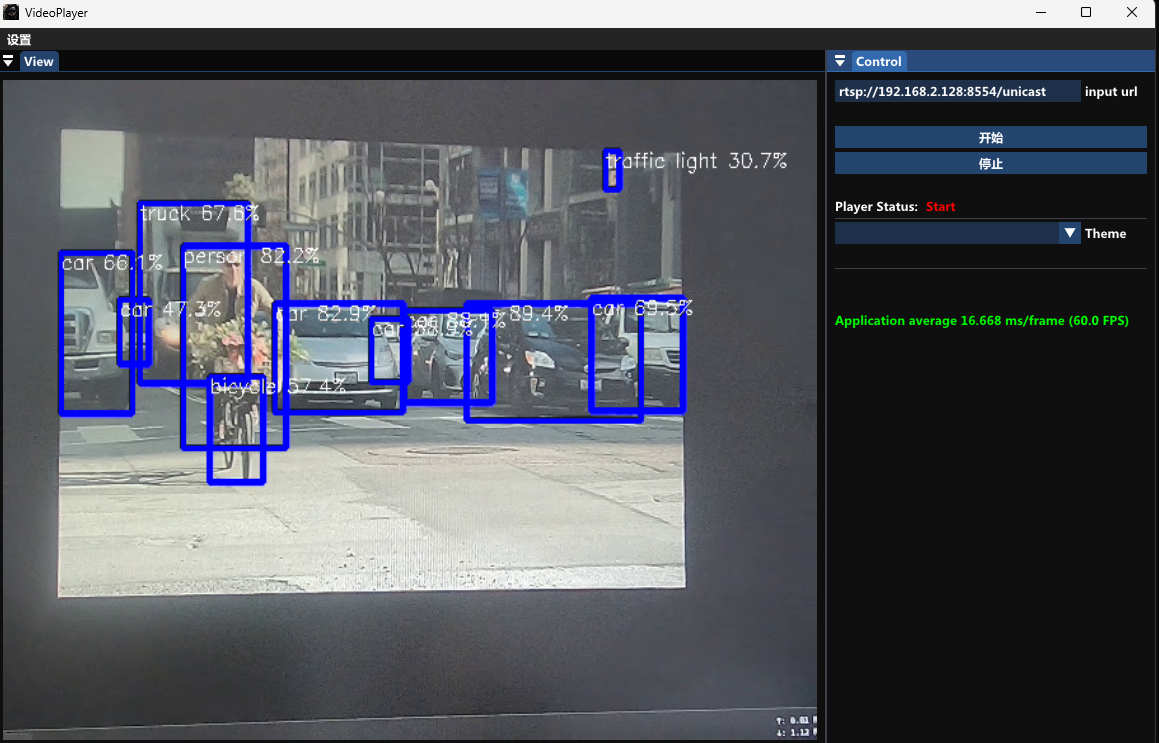 VideoPlayer
设置
View
Control
rtsp://192.168.2.128:8554/unicast input url
开始
停止
Player Status: Start
Theme
Application average 16.668 ms/frame (60.0 FPS)
traffic light 30.7%
truck 67.6%
person 82.2%
car 66.1%
car 47.3%
car 82.9%
89.4%
car 69.5%
bicycle 57.4%